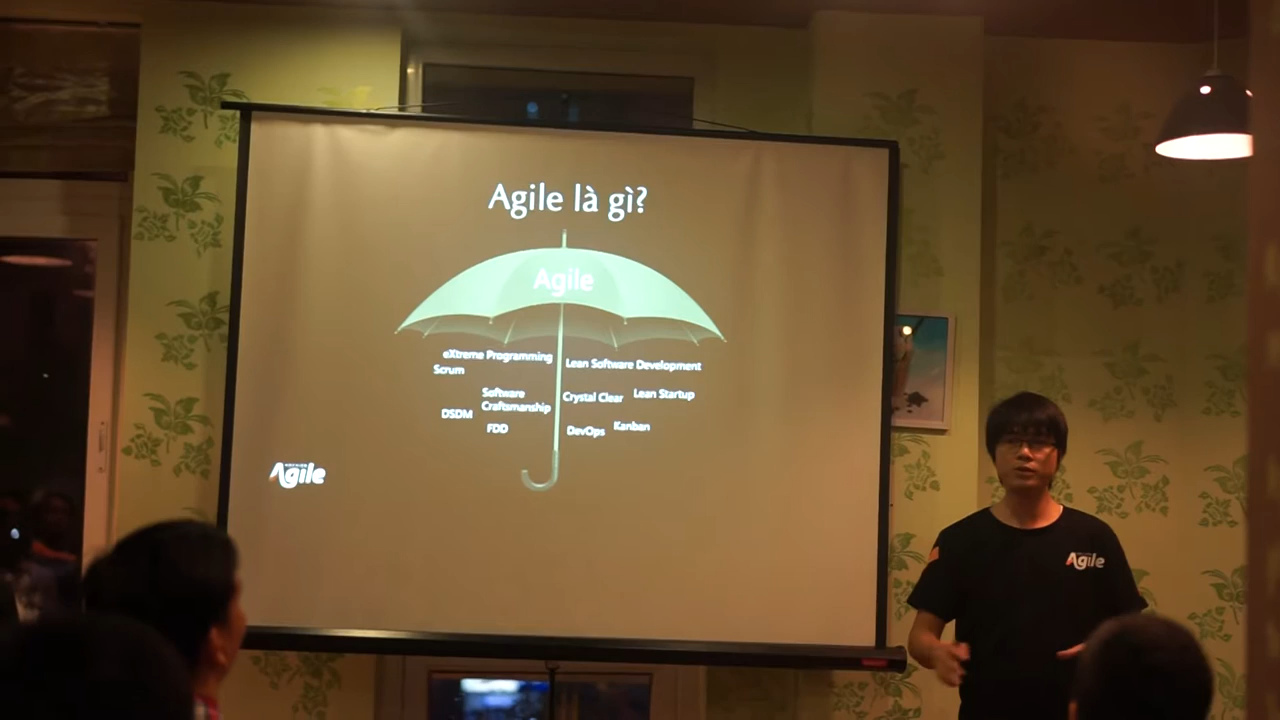 Agile là gì?
Agile
eXtreme Programming
Scrum
Lean Software Development
Software
Craftsmanship
Crystal Clear
Lean Startup
DSDM
FDD
DevOps
Kanban
Agile
Agile